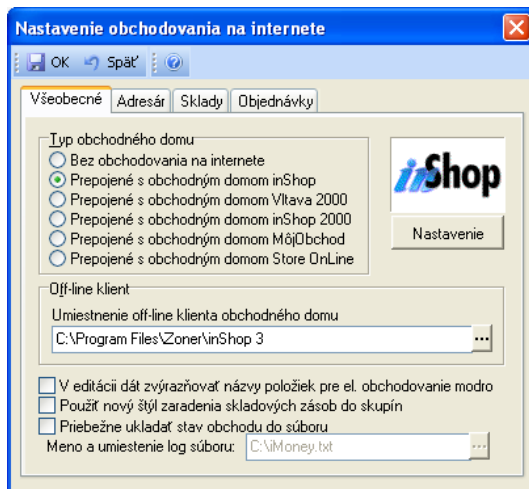 Nastavenie obchodovania na internete
OK Späť
Všeobecné Adresár Sklady Objednávky
Typ obchodného domu
Bez obchodovania na internete
Prepojené s obchodným domom inShop
Prepojené s obchodným domom Vltava 2000
Prepojené s obchodným domom inShop 2000
Prepojené s obchodným domom MôjObchod
Prepojené s obchodným domom Store OnLine
inShop
Nastavenie
Off-line klient
Umiestnenie off-line klienta obchodného domu
C:\Program Files\Zoner\inShop 3
...
V editácii dát zvýrazňovať názvy položiek pre el. obchodovanie modro
Použiť nový štýl zaradenia skladových zásob do skupín
Priebežne ukladať stav obchodu do súboru
Meno a umiestnenie log súboru: C:\iMoney.txt ...